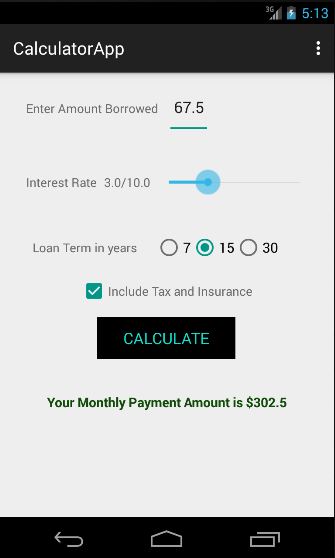 3G 5:13
CalculatorApp
Enter Amount Borrowed 67.5
Interest Rate 3.0/10.0
Loan Term in years 7 15 30
Include Tax and Insurance
CALCULATE
Your Monthly Payment Amount is $302.5